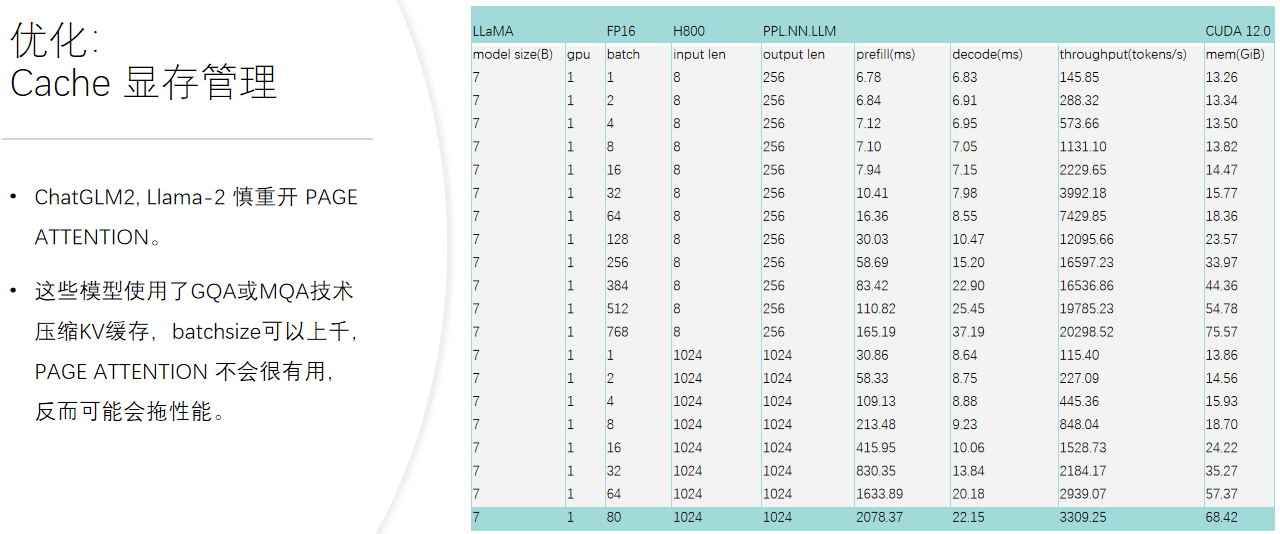 优化:
Cache 显存管理
• ChatGLM2, Llama-2 慎重开 PAGE
ATTENTION。
• 这些模型使用了GQA或MQA技术
压缩KV缓存，batchsize可以上千,
PAGE ATTENTION 不会很有用,
反而可能会拖性能。
LLaMA FP16 H800 PPL.NN.LLM CUDA 12.0
model size(B) gpu batch input len output len prefill(ms) decode(ms) throughput(tokens/s) mem(GiB)
7 1 1 8 256 6.78 6.83 145.85 13.26
7 1 2 8 256 6.84 6.91 288.32 13.34
7 1 4 8 256 7.12 6.95 573.66 13.50
7 1 8 8 256 7.10 7.05 1131.10 13.82
7 1 16 8 256 7.94 7.15 2229.65 14.47
7 1 32 8 256 10.41 7.98 3992.18 15.77
7 1 64 8 256 16.36 8.55 7429.85 18.36
7 1 128 8 256 30.03 10.47 12095.66 23.57
7 1 256 8 256 58.69 15.20 16597.23 33.97
7 1 384 8 256 83.42 22.90 16536.86 44.36
7 1 512 8 256 110.82 25.45 19785.23 54.78
7 1 768 8 256 165.19 37.19 20298.52 75.57
7 1 1 1024 1024 30.86 8.64 115.40 13.86
7 1 2 1024 1024 58.33 8.75 227.09 14.56
7 1 4 1024 1024 109.13 8.88 445.36 15.93
7 1 8 1024 1024 213.48 9.23 848.04 18.70
7 1 16 1024 1024 415.95 10.06 1528.73 24.22
7 1 32 1024 1024 830.35 13.84 2184.17 35.27
7 1 64 1024 1024 1633.89 20.18 2939.07 57.37
7 1 80 1024 1024 2078.37 22.15 3309.25 68.42